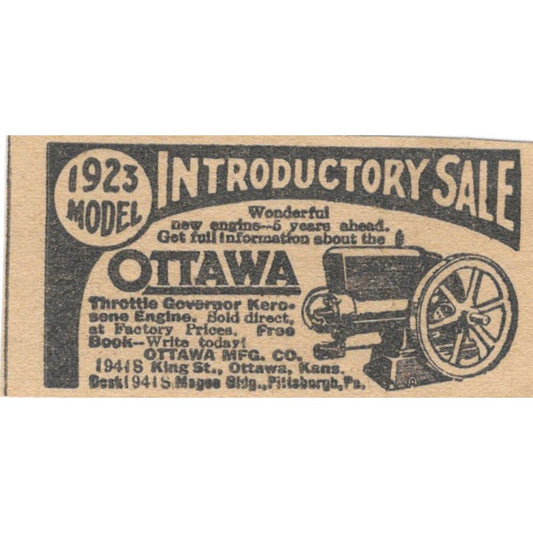 1923
MODEL
INTRODUCTORY SALE
Wonderful
new engine--5 years ahead.
Get full information about the
OTTAWA
Throttle Governor Kero-
sene Engine. Sold direct,
at Factory Prices. Free
Book--Write today!
OTTAWA MFG. CO.
1941S King St., Ottawa, Kans.
Desk1941S Magee Bldg., Pittsburgh, Pa.